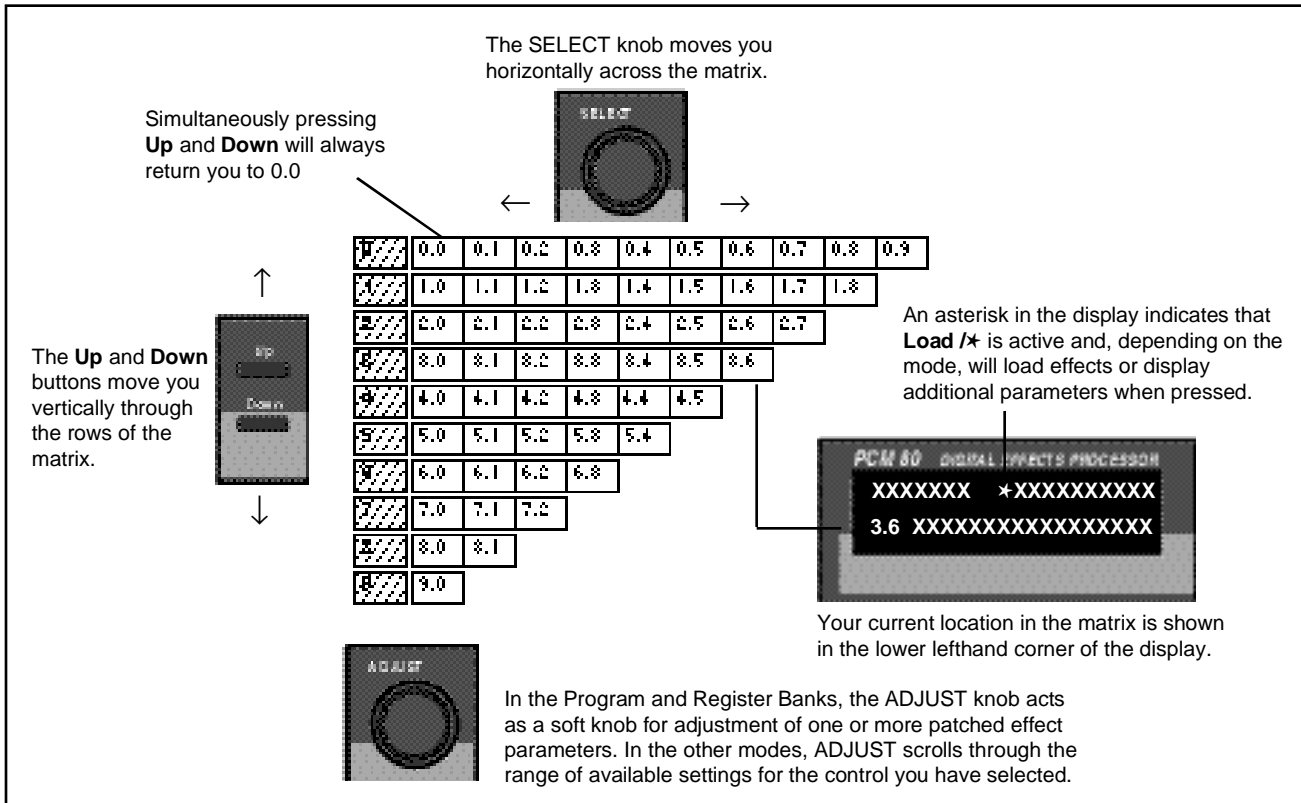 The SELECT knob moves you
horizontally across the matrix.
Simultaneously pressing
Up and Down will always
return you to 0.0
SELECT
← →
0.0 0.1 0.2 0.3 0.4 0.5 0.6 0.7 0.8 0.9
1.0 1.1 1.2 1.3 1.4 1.5 1.6 1.7 1.8
2.0 2.1 2.2 2.3 2.4 2.5 2.6 2.7
3.0 3.1 3.2 3.3 3.4 3.5 3.6
4.0 4.1 4.2 4.3 4.4 4.5
5.0 5.1 5.2 5.3 5.4
6.0 6.1 6.2 6.3
7.0 7.1 7.2
8.0 8.1
9.0
↑
The Up and Down
buttons move you
vertically through
the rows of the
matrix.
Up
Down
↓
An asterisk in the display indicates that
Load /* is active and, depending on the
mode, will load effects or display
additional parameters when pressed.
PCM 80 DIGITAL EFFECTS PROCESSOR
XXXXXXX *XXXXXXXXXX
3.6 XXXXXXXXXXXXXXXXX
Your current location in the matrix is shown
in the lower lefthand corner of the display.
ADJUST
In the Program and Register Banks, the ADJUST knob acts
as a soft knob for adjustment of one or more patched effect
parameters. In the other modes, ADJUST scrolls through the
range of available settings for the control you have selected.